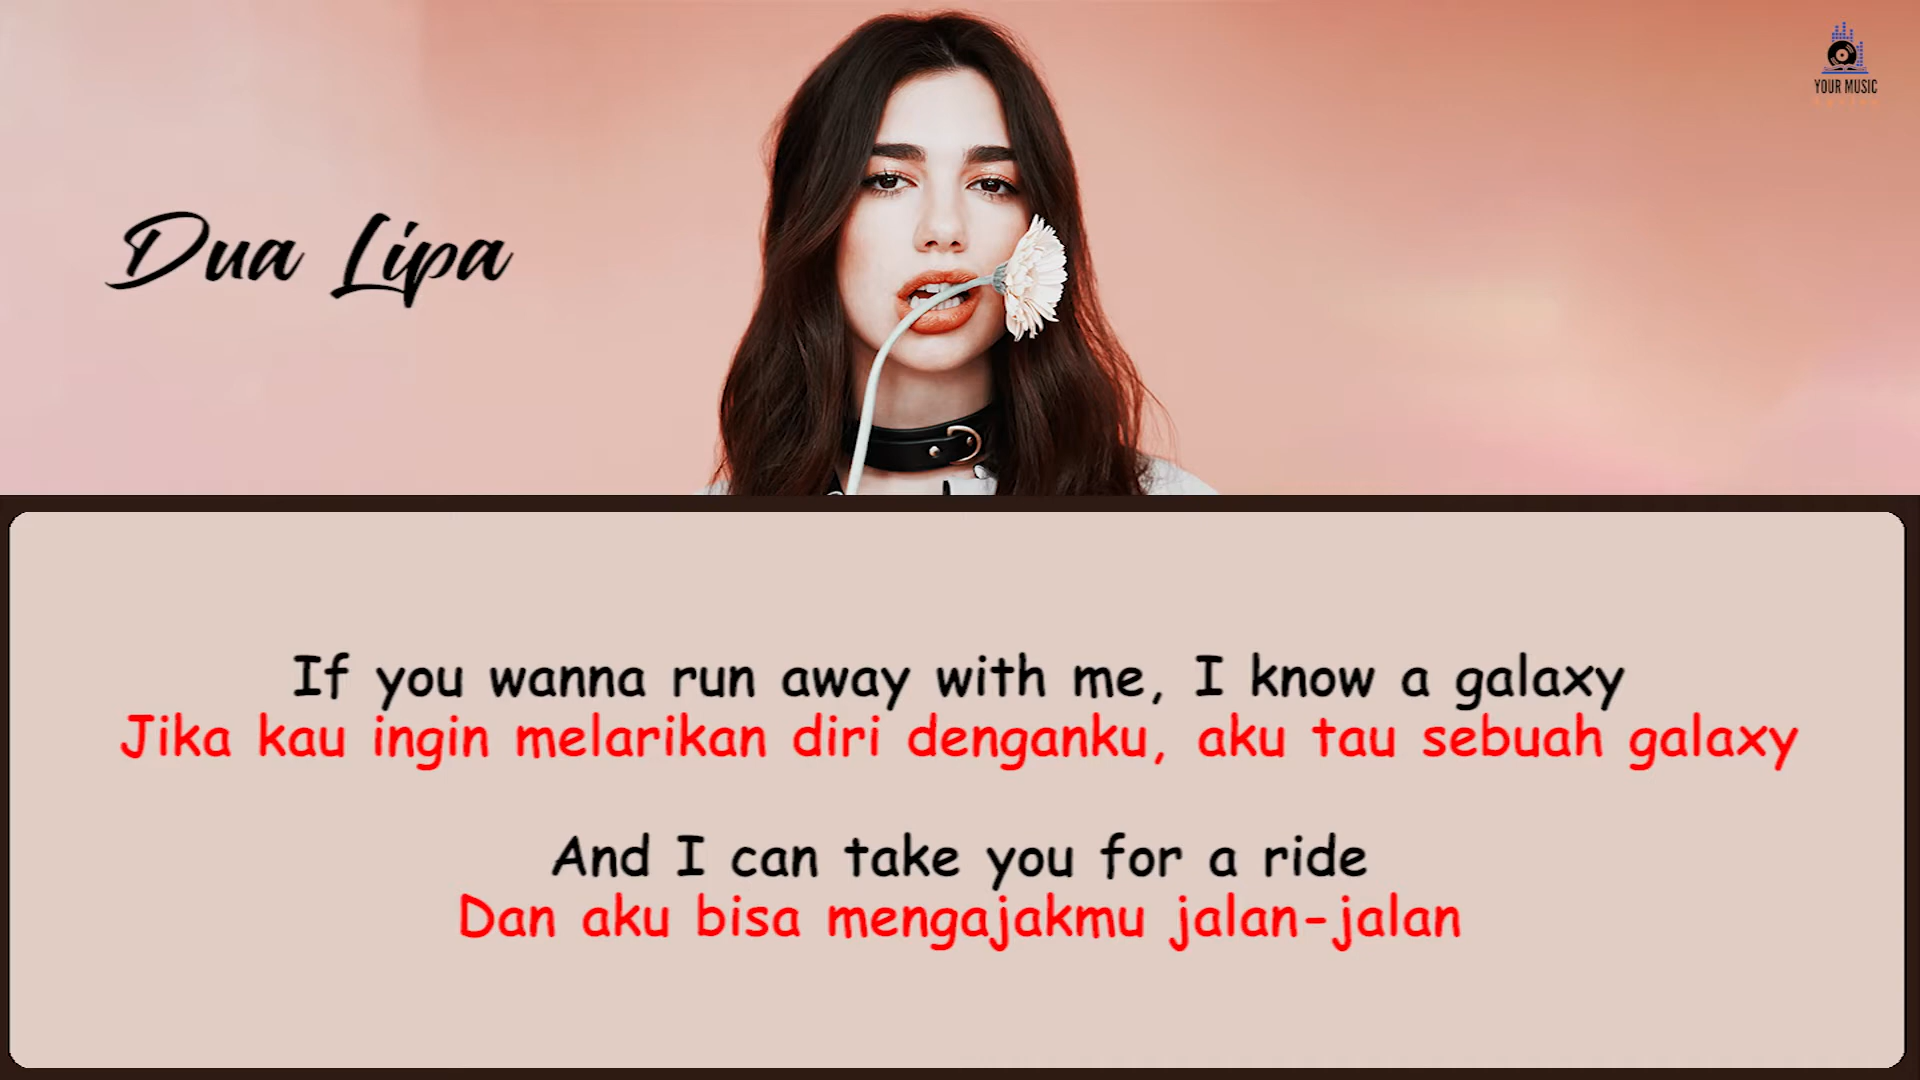 YOUR MUSIC
Dua Lipa
If you wanna run away with me, I know a galaxy
Jika kau ingin melarikan diri denganku, aku tau sebuah galaxy
And I can take you for a ride
Dan aku bisa mengajakmu jalan-jalan